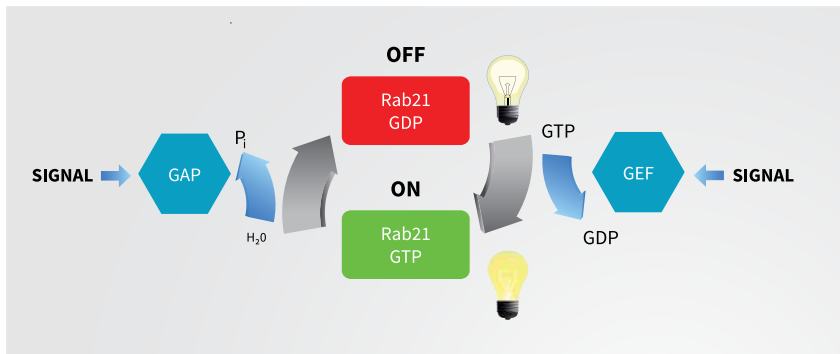 OFF
Rab21
GDP
Pi
GTP
SIGNAL
GAP
GEF
SIGNAL
ON
H20
Rab21
GTP
GDP